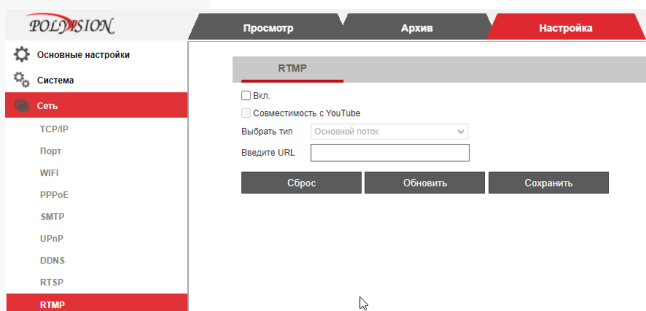 POLYVISION
Просмотр
Архив
Настройка
Основные настройки
Система
Сеть
TCP/IP
Порт
WIFI
PPPoE
SMTP
UPnP
DDNS
RTSP
RTMP
RTMP
Вкл.
Совместимость с YouTube
Выбрать тип Основной поток
Введите URL
Сброс Обновить Сохранить